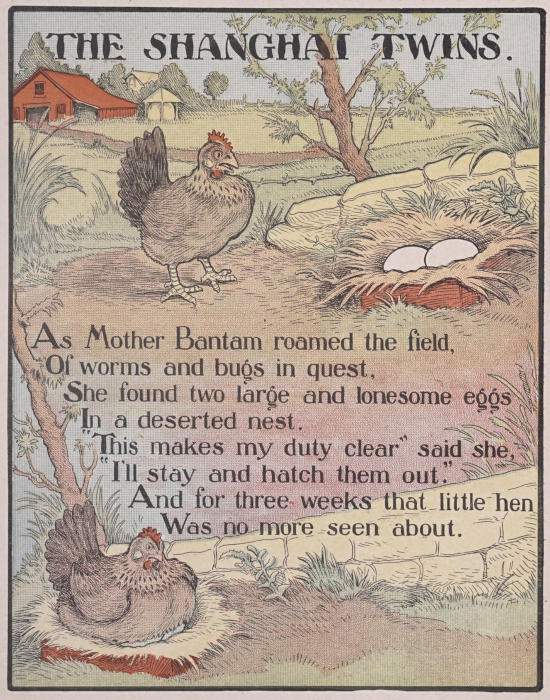 THE SHANGHAI TWINS.
As Mother Bantam roamed the field,
Of worms and bugs in quest,
She found two large and lonesome eggs
In a deserted nest.
"This makes my duty clear" said she,
"I'll stay and hatch them out."
And for three weeks that little hen
Was no more seen about.